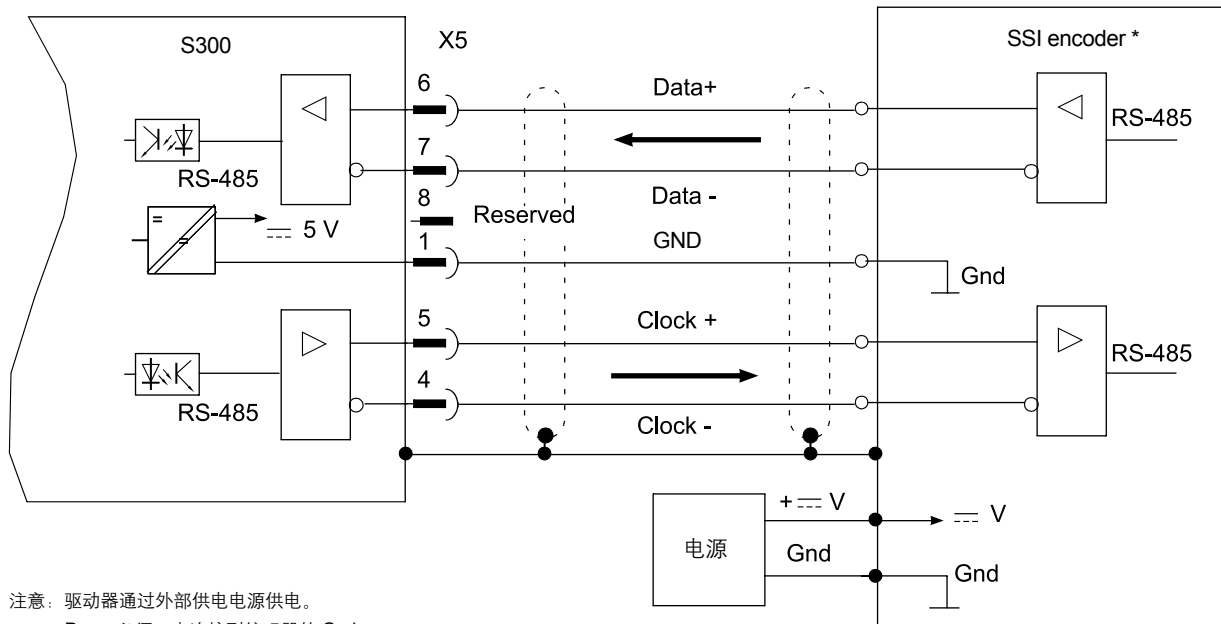 S300
X5
SSI encoder *
6
Data+
RS-485
RS-485
7
Data -
8
Reserved
5 V
1
GND
Gnd
5
Clock +
RS-485
RS-485
4
Clock -
+ V
V
电源
Gnd
Gnd
注意：驱动器通过外部供电电源供电。